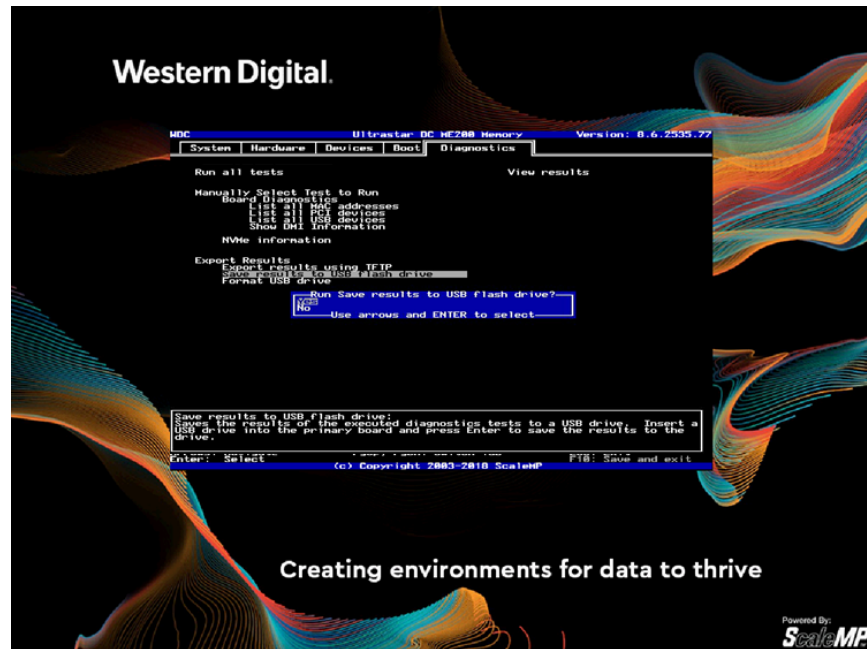 Western Digital.
WDC Ultrastar DC ME200 Memory Version: 8.6.2535.77
System Hardware Devices Boot Diagnostics
Run all tests View results
Manually Select Test to Run
Board Diagnostics
List all MAC addresses
List all PCI devices
List all USB devices
Show DMI Information
NVMe information
Export Results
Export results using TFTP
Save results to USB flash drive
Format USB drive
Run Save results to USB flash drive?
Yes
No
Use arrows and ENTER to select
Save results to USB flash drive:
Saves the results of the executed diagnostics tests to a USB drive. Insert a
USB drive into the primary board and press Enter to save the results to the
drive.
Enter: Select F10: Save and exit
(c) Copyright 2003-2018 ScaleMP
Creating environments for data to thrive
Powered By:
ScaleMP